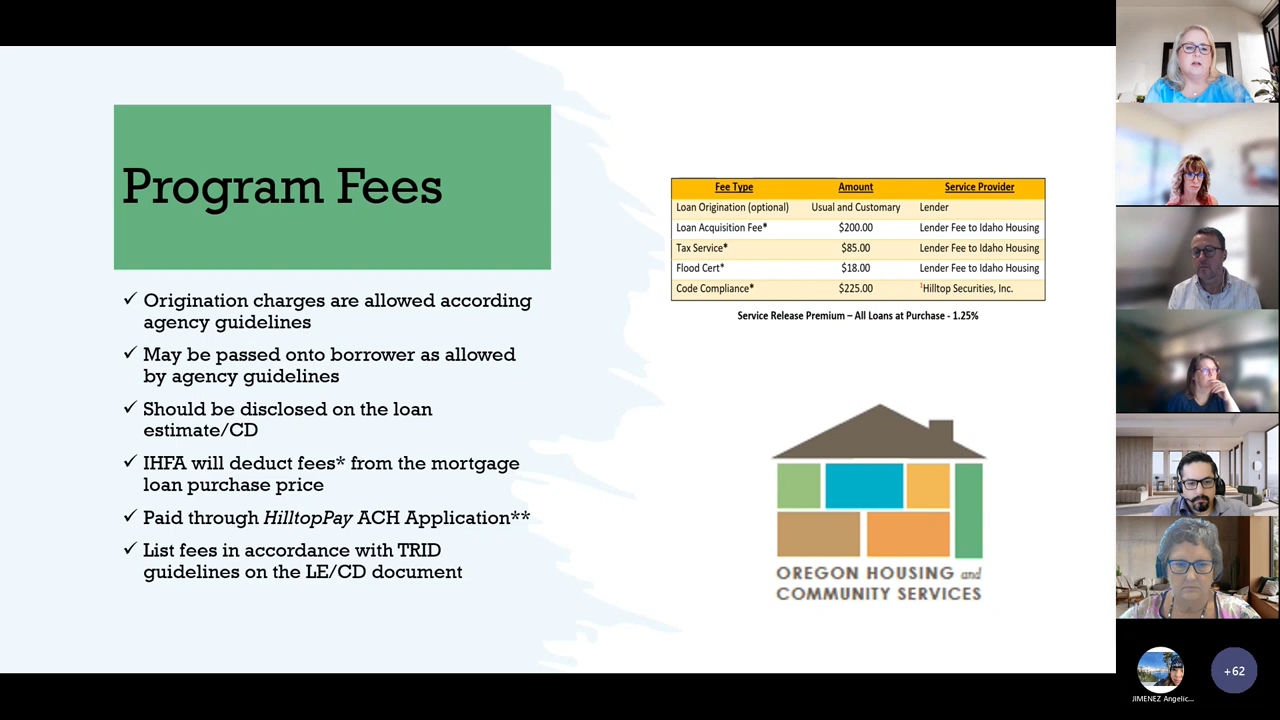 Program Fees
✓ Origination charges are allowed according
agency guidelines
✓ May be passed onto borrower as allowed
by agency guidelines
✓ Should be disclosed on the loan
estimate/CD
✓ IHFA will deduct fees* from the mortgage
loan purchase price
✓ Paid through HilltopPay ACH Application**
✓ List fees in accordance with TRID
guidelines on the LE/CD document
Fee Type Amount Service Provider
Loan Origination (optional) Usual and Customary Lender
Loan Acquisition Fee* $200.00 Lender Fee to Idaho Housing
Tax Service* $85.00 Lender Fee to Idaho Housing
Flood Cert* $18.00 Lender Fee to Idaho Housing
Code Compliance* $225.00 ¹Hilltop Securities, Inc.
Service Release Premium – All Loans at Purchase - 1.25%
OREGON HOUSING and
COMMUNITY SERVICES
JIMENEZ Angelic...
+62